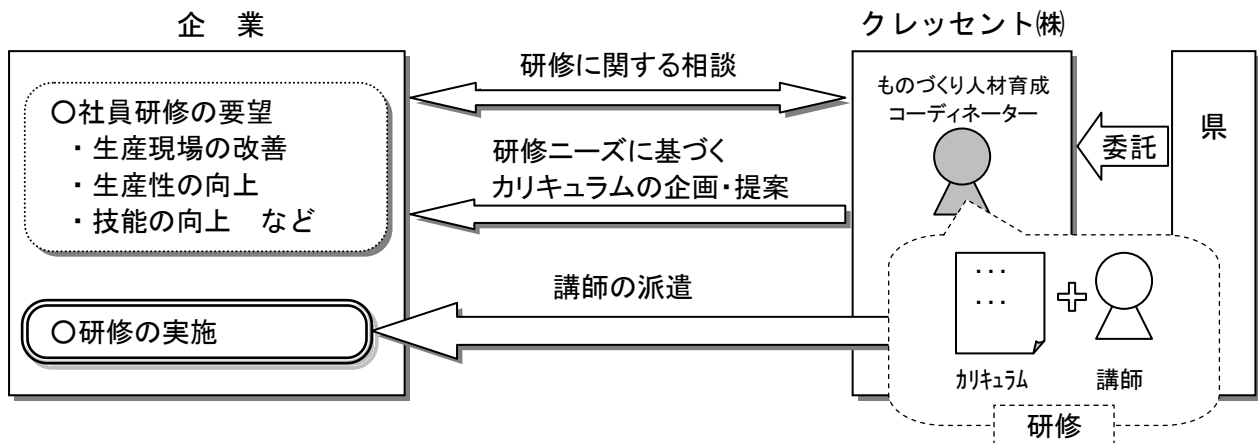 企　業
〇社員研修の要望
・生産現場の改善
・生産性の向上
・技能の向上　など
〇研修の実施
研修に関する相談
研修ニーズに基づく
カリキュラムの企画・提案
講師の派遣
クレッセント㈱
ものづくり人材育成
コーディネーター
委託
県
・・・
・・・
ｶﾘｷｭﾗﾑ
講師
研修